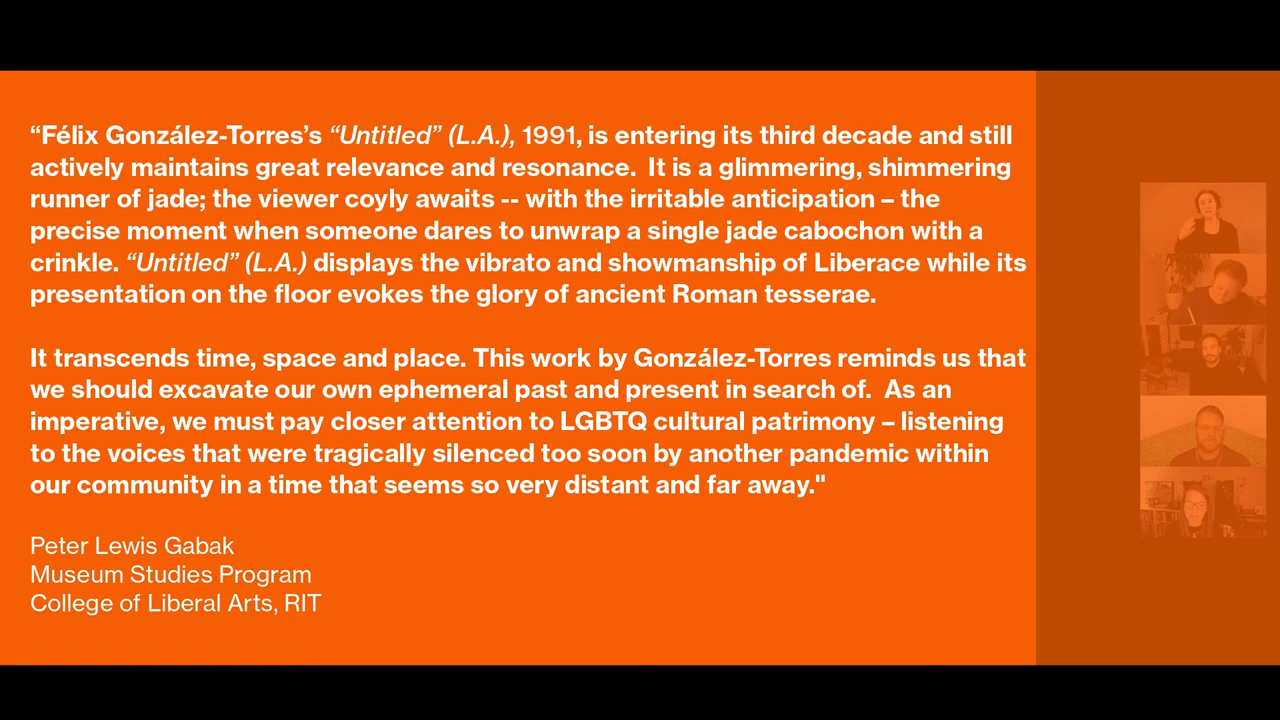 “Félix González-Torres’s “Untitled” (L.A.), 1991, is entering its third decade and still
actively maintains great relevance and resonance.  It is a glimmering, shimmering
runner of jade; the viewer coyly awaits -- with the irritable anticipation – the
precise moment when someone dares to unwrap a single jade cabochon with a
crinkle. “Untitled” (L.A.) displays the vibrato and showmanship of Liberace while its
presentation on the floor evokes the glory of ancient Roman tesserae.
It transcends time, space and place. This work by González-Torres reminds us that
we should excavate our own ephemeral past and present in search of.  As an
imperative, we must pay closer attention to LGBTQ cultural patrimony – listening
to the voices that were tragically silenced too soon by another pandemic within
our community in a time that seems so very distant and far away."
Peter Lewis Gabak
Museum Studies Program
College of Liberal Arts, RIT